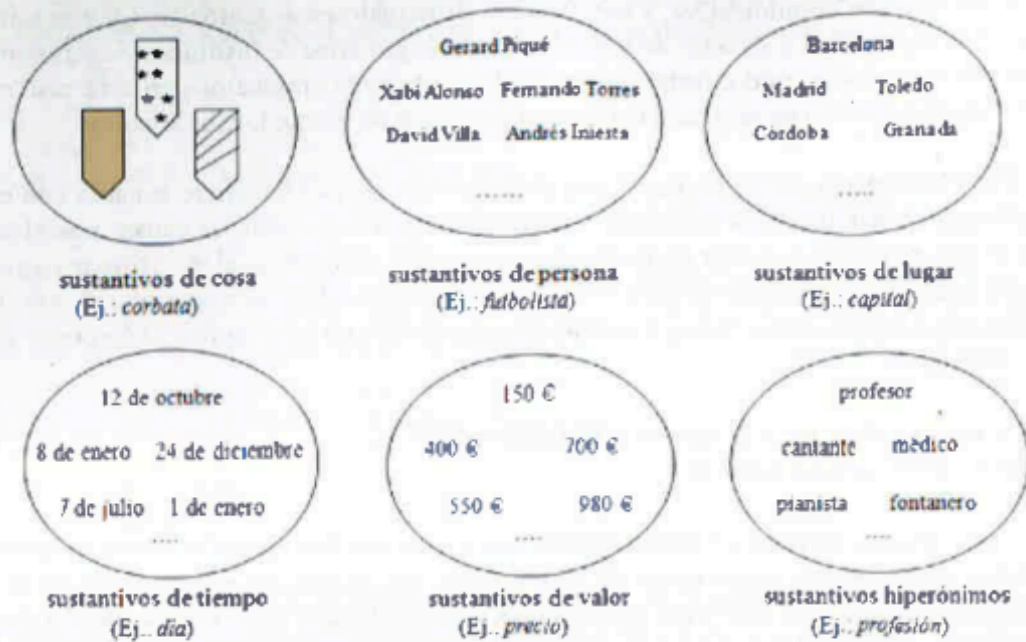 Gerard Piqué
Xabi Alonso Fernando Torres
David Villa Andrés Iniesta
......
Barcelona
Madrid Toledo
Córdoba Granada
.....
sustantivos de cosa
(Ej.: corbata)
sustantivos de persona
(Ej.: futbolista)
sustantivos de lugar
(Ej.: capital)
12 de octubre
8 de enero 24 de diciembre
7 de julio 1 de enero
....
150 €
400 € 700 €
550 € 980 €
....
profesor
cantante médico
pianista fontanero
....
sustantivos de tiempo
(Ej.: día)
sustantivos de valor
(Ej.: precio)
sustantivos hiperónimos
(Ej.: profesión)